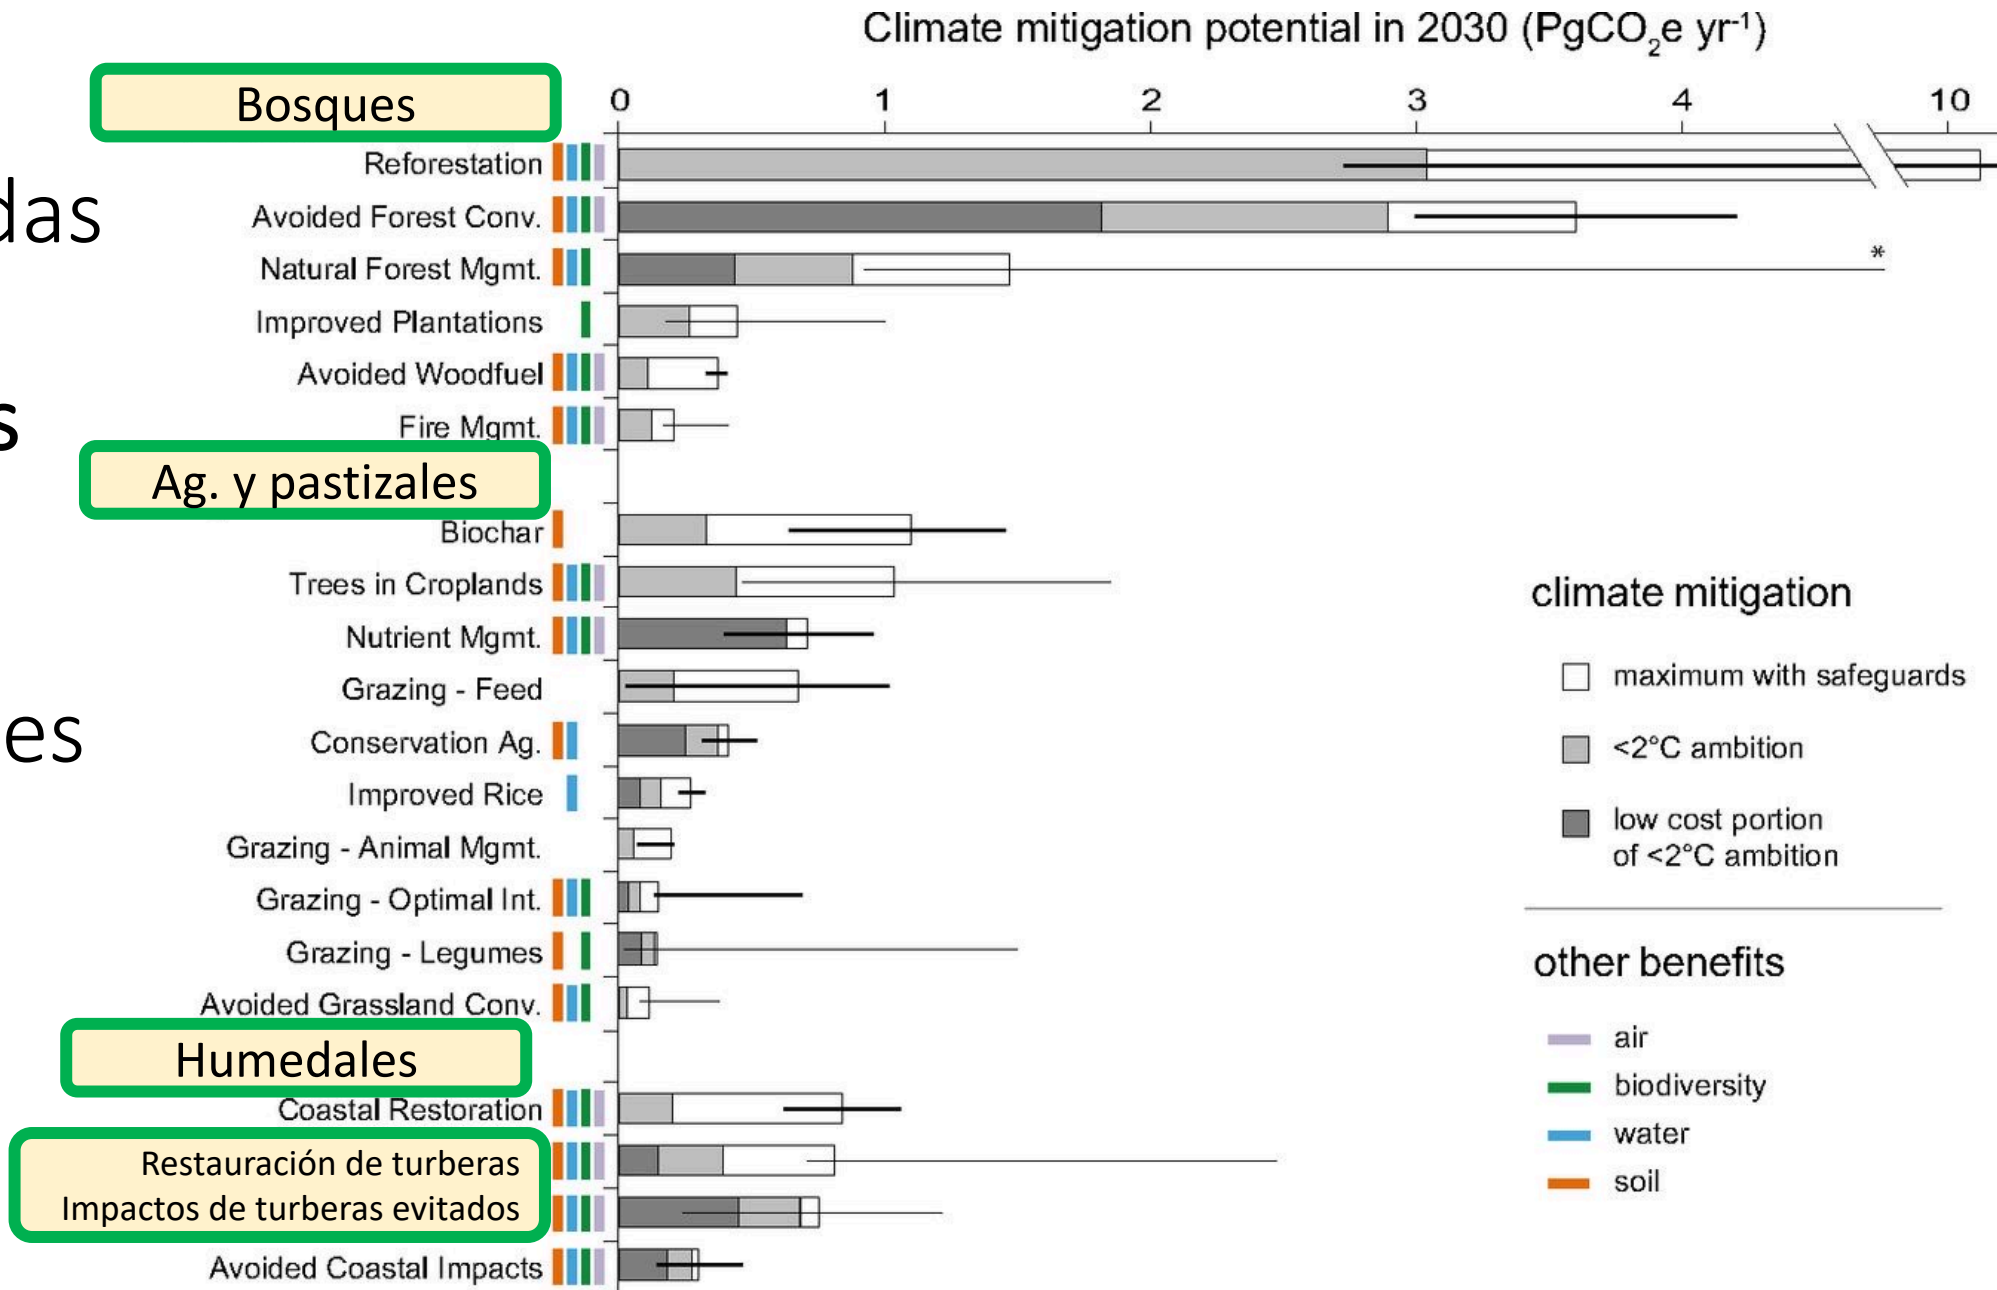 Climate mitigation potential in 2030 (PgCO₂e yr⁻¹)
0 1 2 3 4 10
Bosques
Reforestation
das
Avoided Forest Conv.
Natural Forest Mgmt.
*
Improved Plantations
Avoided Woodfuel
s
Fire Mgmt.
Ag. y pastizales
Biochar
Trees in Croplands
Nutrient Mgmt.
Grazing - Feed
es
Conservation Ag.
Improved Rice
Grazing - Animal Mgmt.
Grazing - Optimal Int.
Grazing - Legumes
Avoided Grassland Conv.
Humedales
Coastal Restoration
Restauración de turberas
Impactos de turberas evitados
Avoided Coastal Impacts
climate mitigation
maximum with safeguards
<2°C ambition
low cost portion
of <2°C ambition
other benefits
air
biodiversity
water
soil